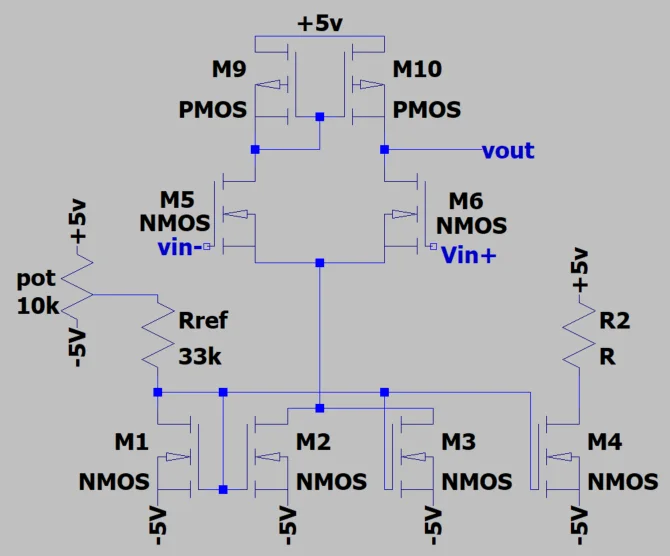 +5v
M9
M10
PMOS
PMOS
vout
M5
M6
NMOS
NMOS
vin-
Vin+
+5v
pot
10k
-5V
Rref
33k
+5v
R2
R
M1
M2
M3
M4
NMOS
NMOS
NMOS
NMOS
-5V
-5V
-5V
-5V